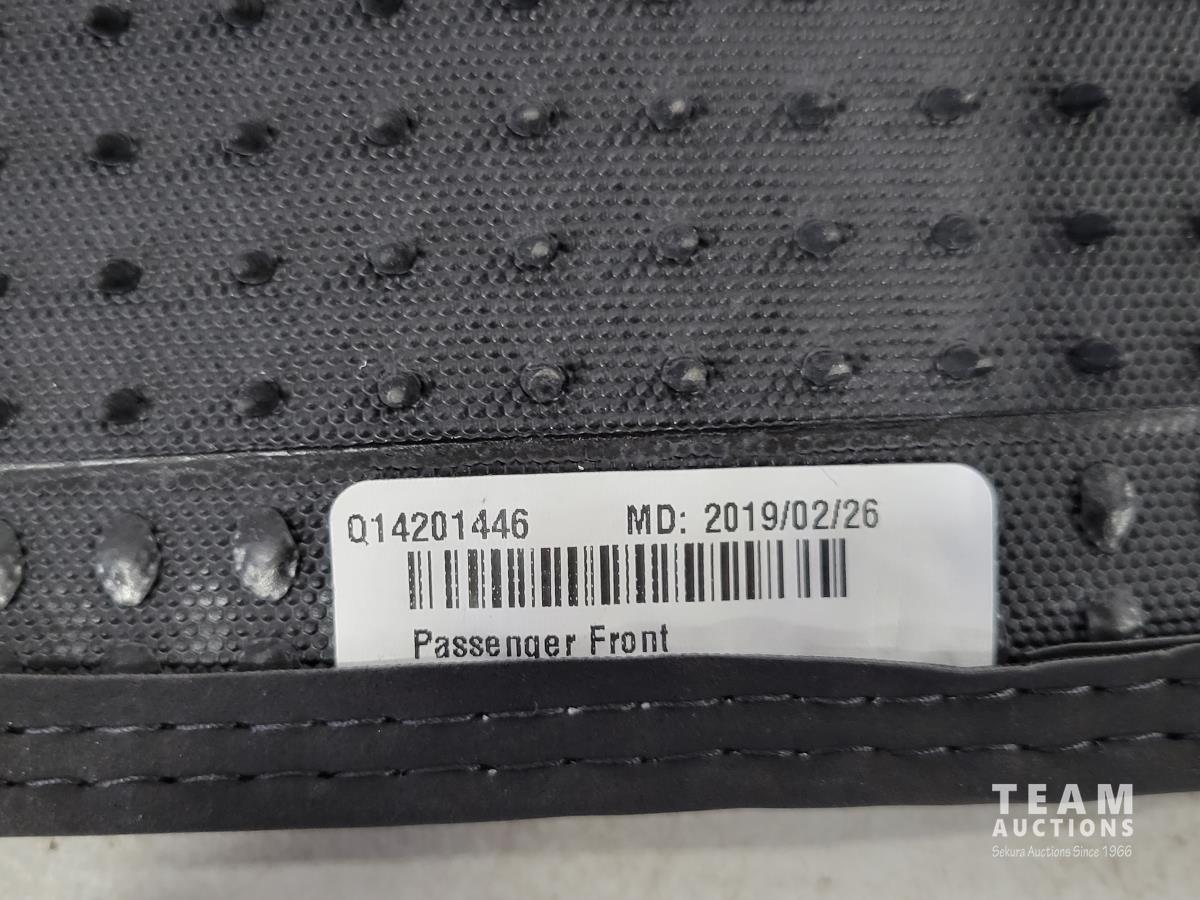 Q14201446 MD: 2019/02/26
Passenger Front
TEAM
AUCTIONS
Sekura Auctions Since 1966